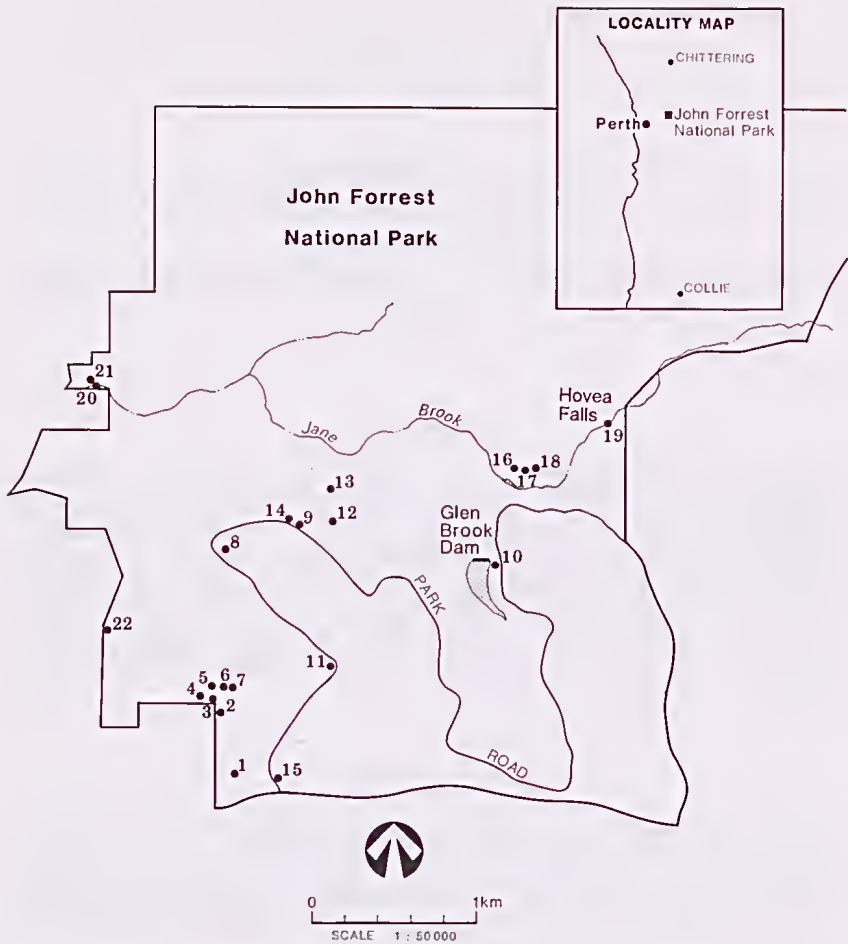 LOCALITY MAP
CHITTERING
Perth
John Forrest
National Park
COLLIE
John Forrest
National Park
21
20
Jane
Brook
Hovea
Falls
19
16
18
17
13
14
9
12
8
Glen
Brook
Dam
10
PARK
22
11
5
6
7
4
3
2
1
15
ROAD
0
1km
SCALE 1 : 50000